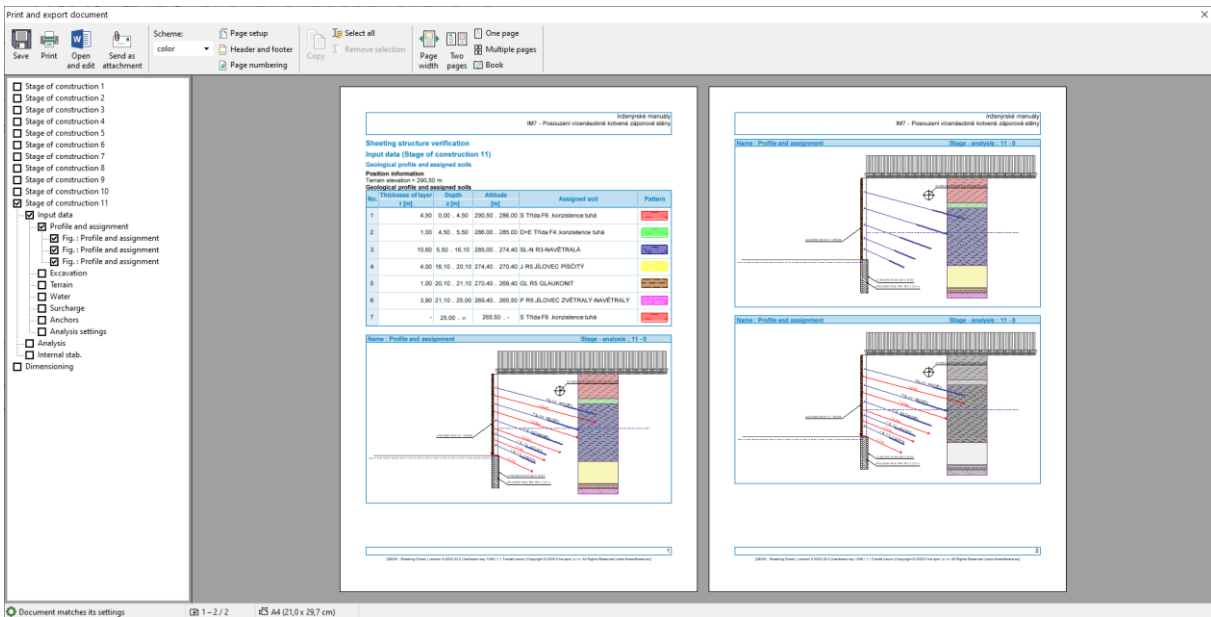 Print and export document
Save
Print
Open
and edit
Send as
attachment
Scheme:
color
Page setup
Header and footer
Page numbering
Copy
Select all
Remove selection
Page
width
Two
pages
One page
Multiple pages
Book
Stage of construction 1
Stage of construction 2
Stage of construction 3
Stage of construction 4
Stage of construction 5
Stage of construction 6
Stage of construction 7
Stage of construction 8
Stage of construction 9
Stage of construction 10
Stage of construction 11
Input data
Profile and assignment
Fig. : Profile and assignment
Fig. : Profile and assignment
Fig. : Profile and assignment
Excavation
Terrain
Water
Surcharge
Anchors
Analysis settings
Analysis
Internal stab.
Dimensioning
Inženýrské manuály
IM7 - Posouzení vícenásobně kotvené záporové stěny
Sheeting structure verification
Input data (Stage of construction 11)
Geological profile and assigned soils
Position information
Terrain elevation = 290,50 m
Geological profile and assigned soils
No. Thickness of layer t [m] Depth z [m] Altitude [m] Assigned soil Pattern
1 4,50 0,00 .. 4,50 290,50 .. 286,00 S Třída F6 ,konzistence tuhá
2 1,00 4,50 .. 5,50 286,00 .. 285,00 D+E Třída F4 ,konzistence tuhá
3 10,60 5,50 .. 16,10 285,00 .. 274,40 SL-N R3-NAVĚTRALÁ
4 4,00 16,10 .. 20,10 274,40 .. 270,40 J R5 JÍLOVEC PÍSČITÝ
5 1,00 20,10 .. 21,10 270,40 .. 269,40 GL R5 GLAUKONIT
6 3,90 21,10 .. 25,00 269,40 .. 265,50 P R5 JÍLOVEC ZVĚTRALÝ-NAVĚTRALÝ
7 - 25,00 .. ∞ 265,50 .. - S Třída F6 ,konzistence tuhá
Name : Profile and assignment Stage - analysis : 11 - 0
1
Inženýrské manuály
IM7 - Posouzení vícenásobně kotvené záporové stěny
Name : Profile and assignment Stage - analysis : 11 - 0
Name : Profile and assignment Stage - analysis : 11 - 0
2
Document matches its settings
1 – 2 / 2
A4 (21,0 x 29,7 cm)